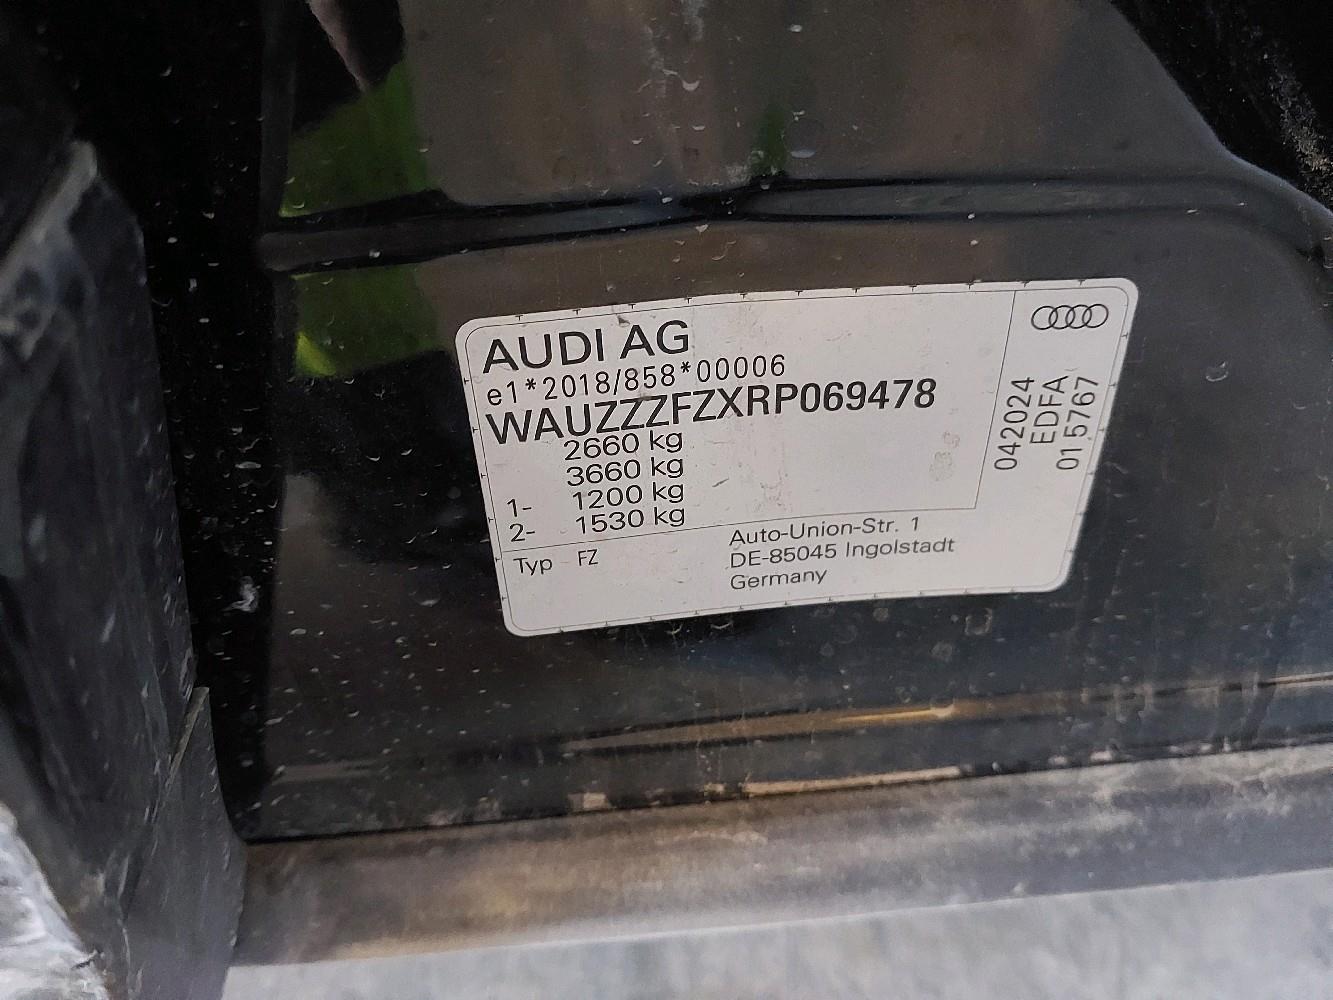 AUDI AG
e1*2018/858*00006
WAUZZZFZXRP069478
2660 kg
3660 kg
1- 1200 kg
2- 1530 kg
Typ FZ
Auto-Union-Str. 1
DE-85045 Ingolstadt
Germany
042024
EDFA
015767